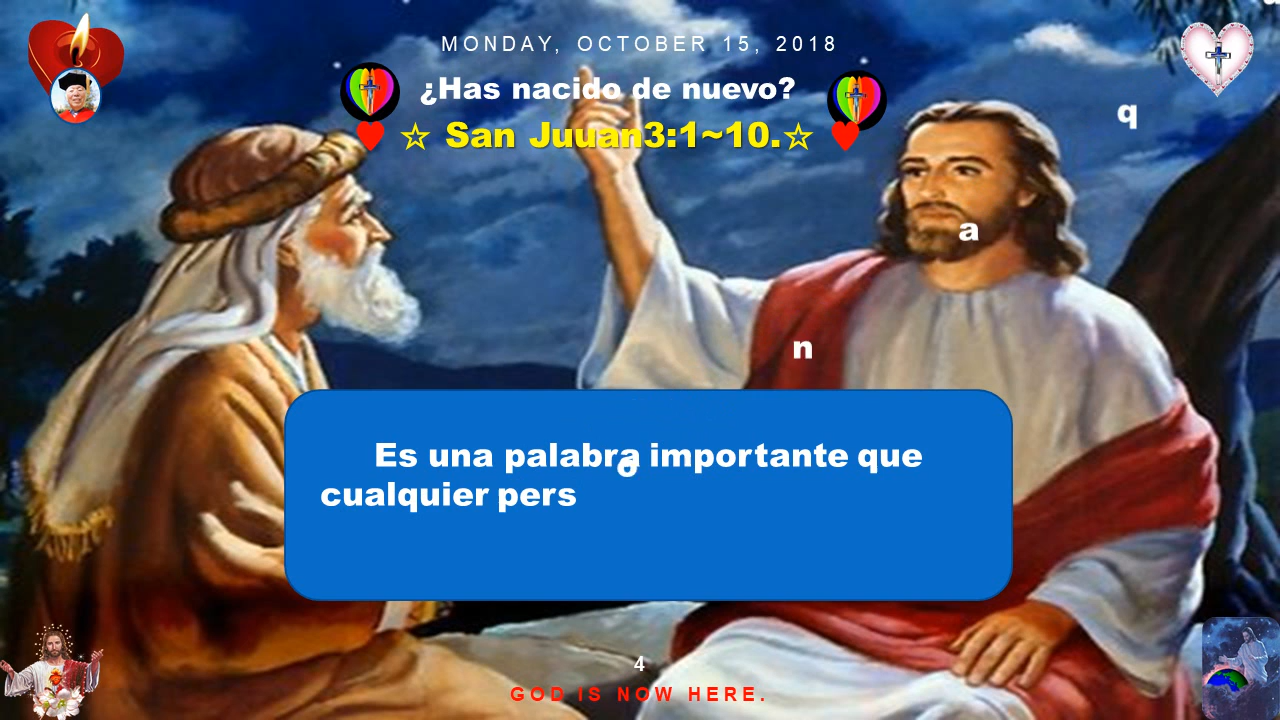 MONDAY, OCTOBER 15, 2018
¿Has nacido de nuevo?
♥ ☆ San Juuan3:1~10.☆ ♥
q
a
n
Es una palabra importante que
o
cualquier pers
4
GOD IS NOW HERE.